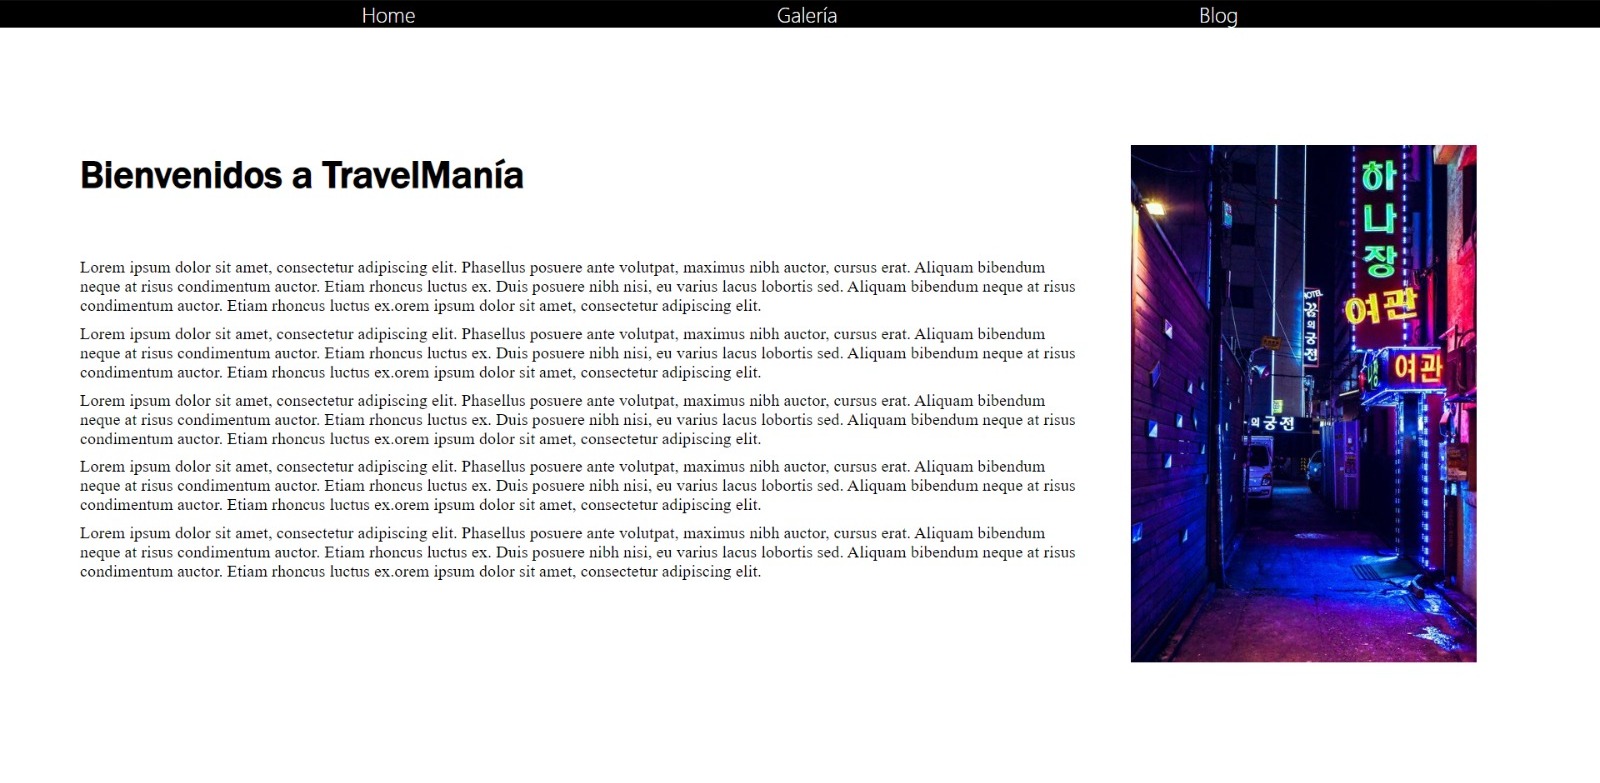 Home
Galería
Blog
Bienvenidos a TravelManía
Lorem ipsum dolor sit amet, consectetur adipiscing elit. Phasellus posuere ante volutpat, maximus nibh auctor, cursus erat. Aliquam bibendum
neque at risus condimentum auctor. Etiam rhoncus luctus ex. Duis posuere nibh nisi, eu varius lacus lobortis sed. Aliquam bibendum neque at risus
condimentum auctor. Etiam rhoncus luctus ex.orem ipsum dolor sit amet, consectetur adipiscing elit.
Lorem ipsum dolor sit amet, consectetur adipiscing elit. Phasellus posuere ante volutpat, maximus nibh auctor, cursus erat. Aliquam bibendum
neque at risus condimentum auctor. Etiam rhoncus luctus ex. Duis posuere nibh nisi, eu varius lacus lobortis sed. Aliquam bibendum neque at risus
condimentum auctor. Etiam rhoncus luctus ex.orem ipsum dolor sit amet, consectetur adipiscing elit.
Lorem ipsum dolor sit amet, consectetur adipiscing elit. Phasellus posuere ante volutpat, maximus nibh auctor, cursus erat. Aliquam bibendum
neque at risus condimentum auctor. Etiam rhoncus luctus ex. Duis posuere nibh nisi, eu varius lacus lobortis sed. Aliquam bibendum neque at risus
condimentum auctor. Etiam rhoncus luctus ex.orem ipsum dolor sit amet, consectetur adipiscing elit.
Lorem ipsum dolor sit amet, consectetur adipiscing elit. Phasellus posuere ante volutpat, maximus nibh auctor, cursus erat. Aliquam bibendum
neque at risus condimentum auctor. Etiam rhoncus luctus ex. Duis posuere nibh nisi, eu varius lacus lobortis sed. Aliquam bibendum neque at risus
condimentum auctor. Etiam rhoncus luctus ex.orem ipsum dolor sit amet, consectetur adipiscing elit.
Lorem ipsum dolor sit amet, consectetur adipiscing elit. Phasellus posuere ante volutpat, maximus nibh auctor, cursus erat. Aliquam bibendum
neque at risus condimentum auctor. Etiam rhoncus luctus ex. Duis posuere nibh nisi, eu varius lacus lobortis sed. Aliquam bibendum neque at risus
condimentum auctor. Etiam rhoncus luctus ex.orem ipsum dolor sit amet, consectetur adipiscing elit.
하나장
여관
HOTEL
꿈의궁전
여관
의궁전